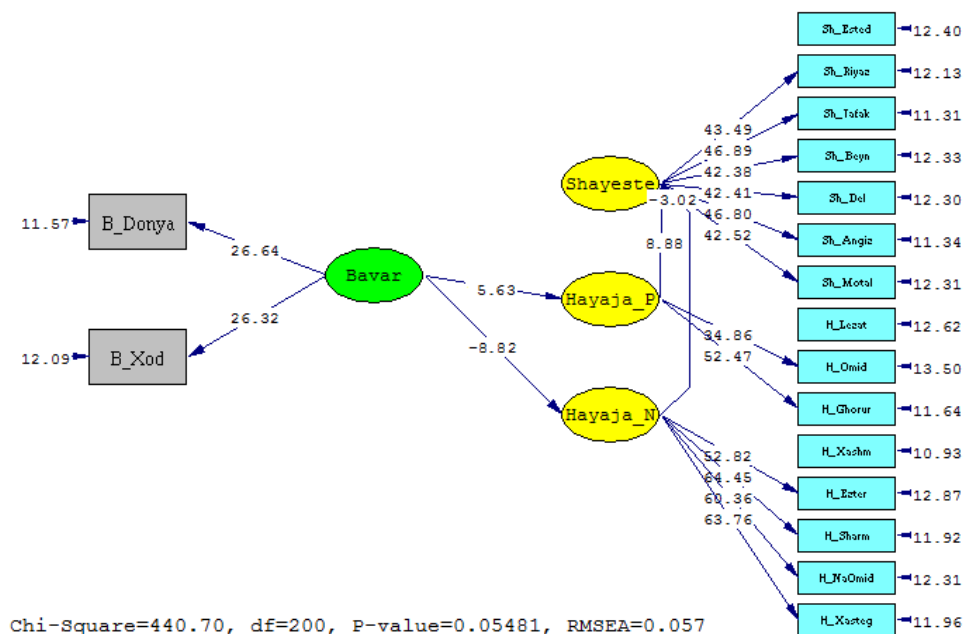 Sh_Ested 12.40
Sh_Riyaz 12.13
Sh_Tafak 11.31
Sh_Beyn 12.33
Sh_Del 12.30
Sh_Angiz 11.34
Sh_Motal 12.31
H_Lezat 12.62
H_Omid 13.50
H_Ghorur 11.64
H_Xashm 10.93
H_Ezter 12.87
H_Sharm 11.92
H_NaOmid 12.31
H_Xasteg 11.96
43.49
46.89
42.38
42.41
46.80
42.52
Shayeste
-3.02
8.88
Hayaja_P
34.86
52.47
Hayaja_N
52.82
64.45
60.36
63.76
11.57 B_Donya
26.64
Bavar
5.63
-8.82
26.32
12.09 B_Xod
Chi-Square=440.70, df=200, P-value=0.05481, RMSEA=0.057